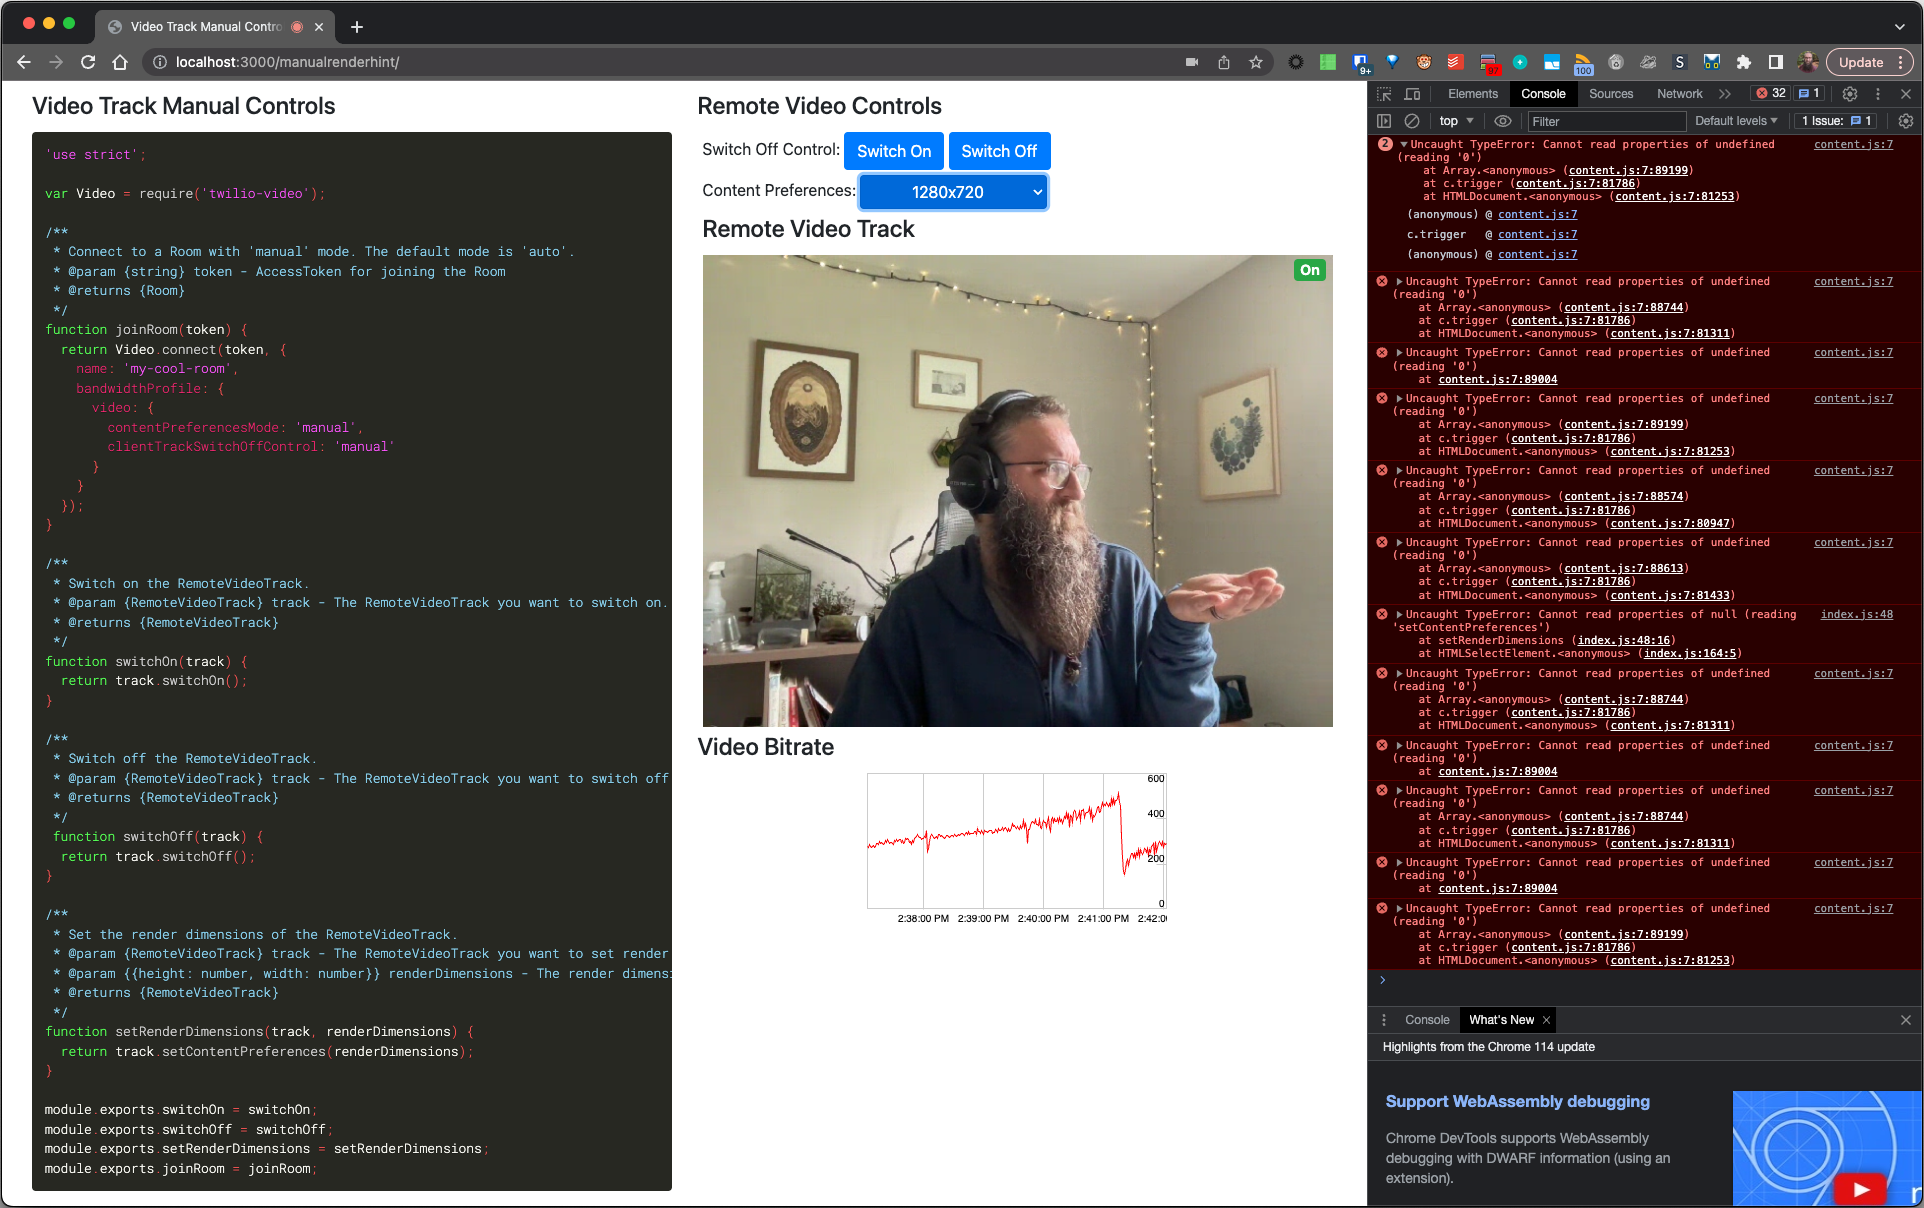 Video Track Manual Contro
localhost:3000/manualrenderhint/
9+
97
100
S
Update
Video Track Manual Controls
'use strict';
var Video = require('twilio-video');
/**
* Connect to a Room with 'manual' mode. The default mode is 'auto'.
* @param {string} token - AccessToken for joining the Room
* @returns {Room}
*/
function joinRoom(token) {
return Video.connect(token, {
name: 'my-cool-room',
bandwidthProfile: {
video: {
contentPreferencesMode: 'manual',
clientTrackSwitchOffControl: 'manual'
}
}
});
}
/**
* Switch on the RemoteVideoTrack.
* @param {RemoteVideoTrack} track - The RemoteVideoTrack you want to switch on.
* @returns {RemoteVideoTrack}
*/
function switchOn(track) {
return track.switchOn();
}
/**
* Switch off the RemoteVideoTrack.
* @param {RemoteVideoTrack} track - The RemoteVideoTrack you want to switch off
* @returns {RemoteVideoTrack}
*/
function switchOff(track) {
return track.switchOff();
}
/**
* Set the render dimensions of the RemoteVideoTrack.
* @param {RemoteVideoTrack} track - The RemoteVideoTrack you want to set render
* @param {{height: number, width: number}} renderDimensions - The render dimens
* @returns {RemoteVideoTrack}
*/
function setRenderDimensions(track, renderDimensions) {
return track.setContentPreferences(renderDimensions);
}
module.exports.switchOn = switchOn;
module.exports.switchOff = switchOff;
module.exports.setRenderDimensions = setRenderDimensions;
module.exports.joinRoom = joinRoom;
Remote Video Controls
Switch Off Control: Switch On Switch Off
Content Preferences: 1280x720
Remote Video Track
On
Video Bitrate
600
400
200
0
2:38:00 PM 2:39:00 PM 2:40:00 PM 2:41:00 PM 2:42:0
Elements Console Sources Network 32 1
top Filter Default levels 1 Issue: 1
2 Uncaught TypeError: Cannot read properties of undefined content.js:7
(reading '0')
at Array.<anonymous> (content.js:7:89199)
at c.trigger (content.js:7:81786)
at HTMLDocument.<anonymous> (content.js:7:81253)
(anonymous) @ content.js:7
c.trigger @ content.js:7
(anonymous) @ content.js:7
Uncaught TypeError: Cannot read properties of undefined content.js:7
(reading '0')
at Array.<anonymous> (content.js:7:88744)
at c.trigger (content.js:7:81786)
at HTMLDocument.<anonymous> (content.js:7:81311)
Uncaught TypeError: Cannot read properties of undefined content.js:7
(reading '0')
at content.js:7:89004
Uncaught TypeError: Cannot read properties of undefined content.js:7
(reading '0')
at Array.<anonymous> (content.js:7:89199)
at c.trigger (content.js:7:81786)
at HTMLDocument.<anonymous> (content.js:7:81253)
Uncaught TypeError: Cannot read properties of undefined content.js:7
(reading '0')
at Array.<anonymous> (content.js:7:88574)
at c.trigger (content.js:7:81786)
at HTMLDocument.<anonymous> (content.js:7:80947)
Uncaught TypeError: Cannot read properties of undefined content.js:7
(reading '0')
at Array.<anonymous> (content.js:7:88613)
at c.trigger (content.js:7:81786)
at HTMLDocument.<anonymous> (content.js:7:81433)
Uncaught TypeError: Cannot read properties of null (reading index.js:48
'setContentPreferences')
at setRenderDimensions (index.js:48:16)
at HTMLSelectElement.<anonymous> (index.js:164:5)
Uncaught TypeError: Cannot read properties of undefined content.js:7
(reading '0')
at Array.<anonymous> (content.js:7:88744)
at c.trigger (content.js:7:81786)
at HTMLDocument.<anonymous> (content.js:7:81311)
Uncaught TypeError: Cannot read properties of undefined content.js:7
(reading '0')
at content.js:7:89004
Uncaught TypeError: Cannot read properties of undefined content.js:7
(reading '0')
at Array.<anonymous> (content.js:7:88744)
at c.trigger (content.js:7:81786)
at HTMLDocument.<anonymous> (content.js:7:81311)
Uncaught TypeError: Cannot read properties of undefined content.js:7
(reading '0')
at content.js:7:89004
Uncaught TypeError: Cannot read properties of undefined content.js:7
(reading '0')
at Array.<anonymous> (content.js:7:89199)
at c.trigger (content.js:7:81786)
at HTMLDocument.<anonymous> (content.js:7:81253)
Console What's New
Highlights from the Chrome 114 update
Support WebAssembly debugging
Chrome DevTools supports WebAssembly
debugging with DWARF information (using an
extension).